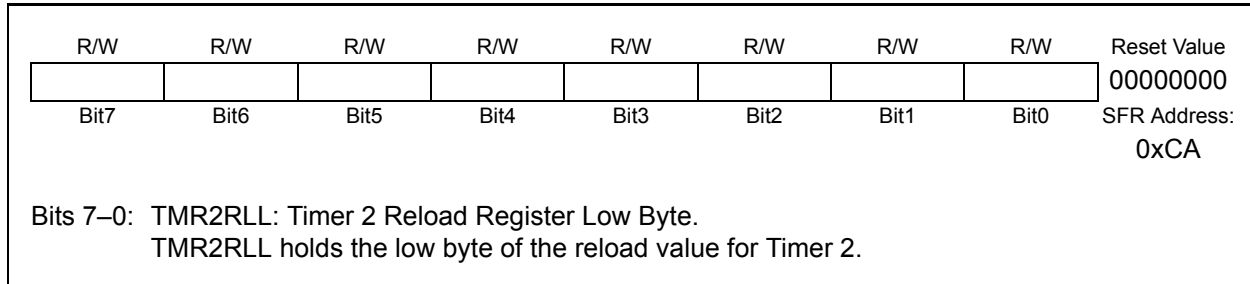 R/W R/W R/W R/W R/W R/W R/W R/W Reset Value
00000000
Bit7 Bit6 Bit5 Bit4 Bit3 Bit2 Bit1 Bit0 SFR Address:
0xCA
Bits 7–0: TMR2RLL: Timer 2 Reload Register Low Byte.
TMR2RLL holds the low byte of the reload value for Timer 2.